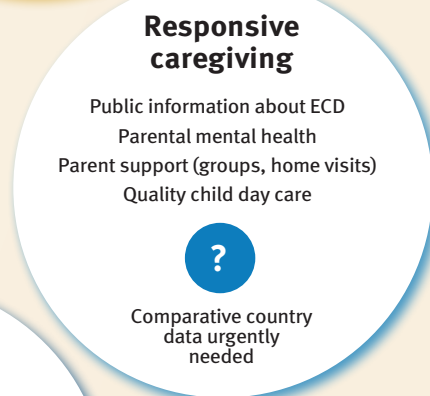 Responsive
caregiving
Public information about ECD
Parental mental health
Parent support (groups, home visits)
Quality child day care
?
Comparative country
data urgently
needed